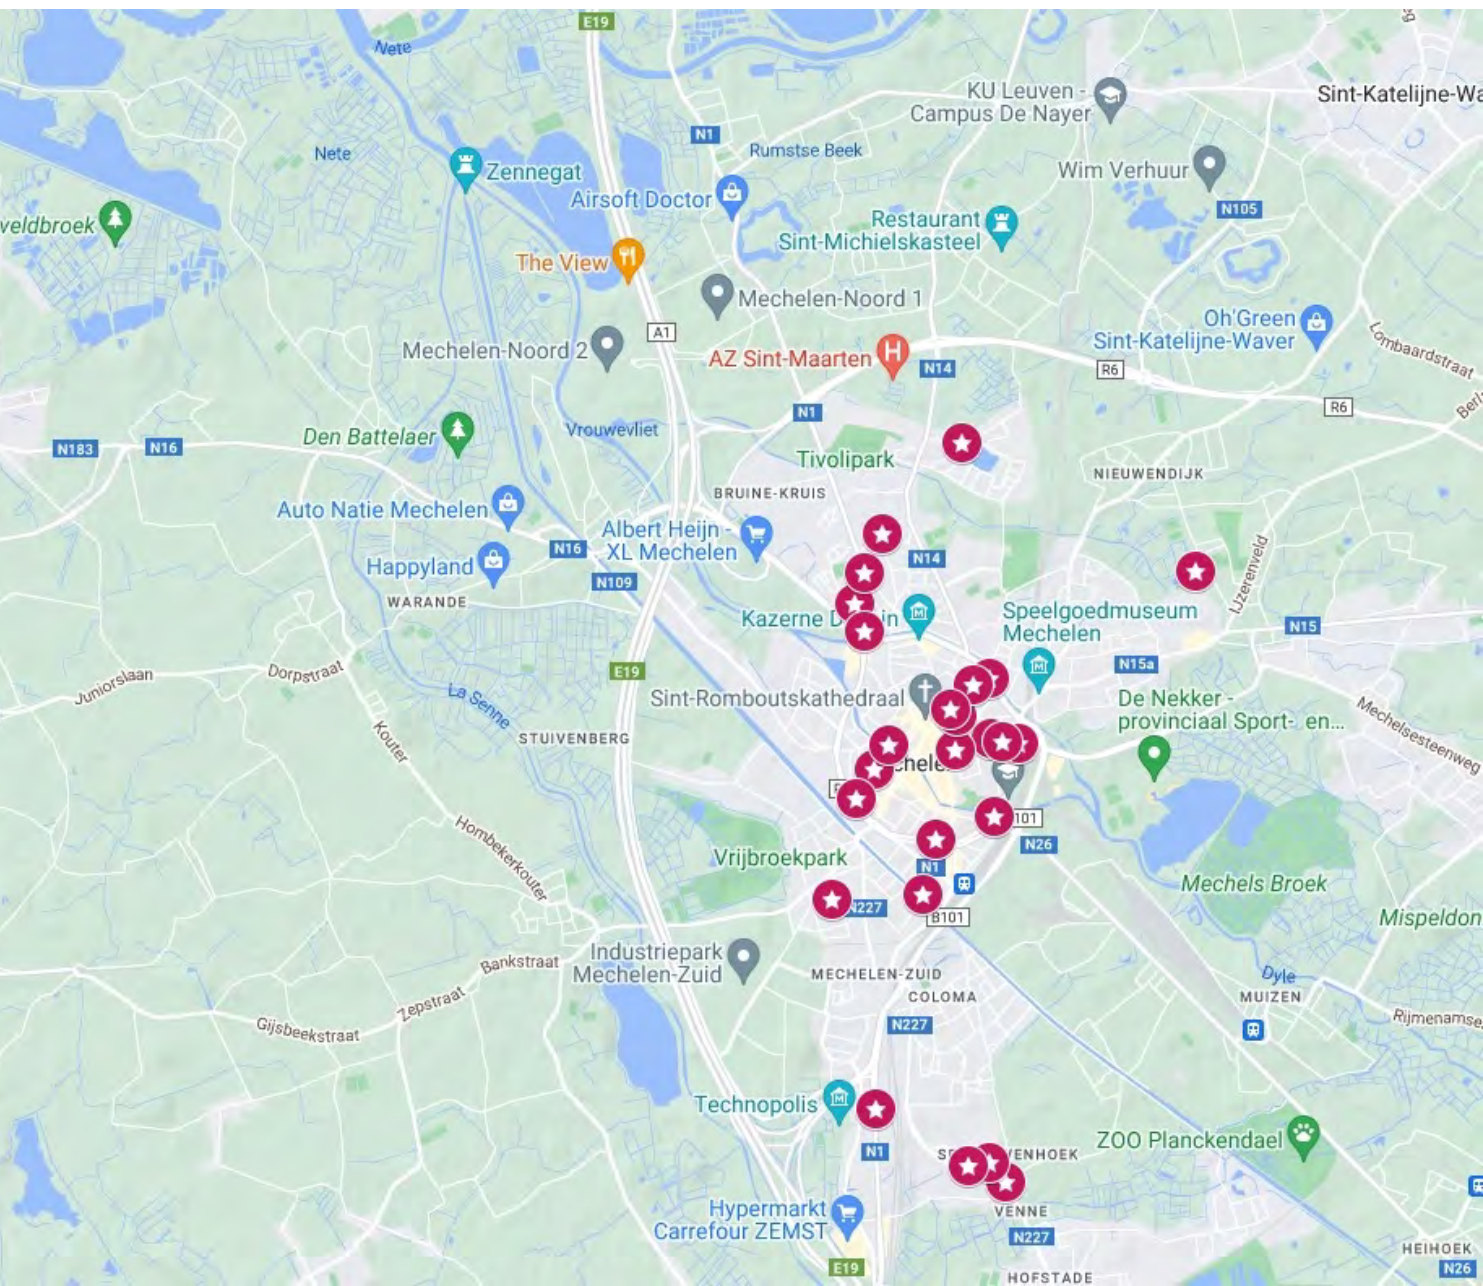 E19
Nete
KU Leuven -
Campus De Nayer
Sint-Katelijne-Wa
N1
Rumstse Beek
Nete
Zennegat
Wim Verhuur
Airsoft Doctor
N105
veldbroek
Restaurant
Sint-Michielskasteel
The View
Mechelen-Noord 1
Oh'Green
Sint-Katelijne-Waver
A1
Mechelen-Noord 2
AZ Sint-Maarten
N14
R6
Lombaardstraat
N1
R6
Berl
Vrouwevliet
Den Battelaer
N183
N16
Tivolipark
NIEUWENDIJK
BRUINE-KRUIS
Auto Natie Mechelen
Albert Heijn -
XL Mechelen
N16
N14
Happyland
N109
IJzerenveld
WARANDE
Kazerne D in
Speelgoedmuseum
Mechelen
N15
E19
N15a
Dorpstraat
Juniorslaan
La Senne
Sint-Romboutskathedraal
De Nekker -
provinciaal Sport- en...
Mechelsesteenweg
Kouter
STUIVENBERG
chele
101
N26
Hombekerkouter
Vrijbroekpark
N1
Mechels Broek
N227
B101
Mispeldon
Industriepark
Mechelen-Zuid
Bankstraat
MECHELEN-ZUID
Dyle
COLOMA
MUIZEN
Zepstraat
Gijsbeekstraat
N227
Rijmenamse
Technopolis
ZOO Planckendael
N1
S VENHOEK
Hypermarkt
Carrefour ZEMST
VENNE
N227
HEIHOEK
E19
N26
HOFSTADE